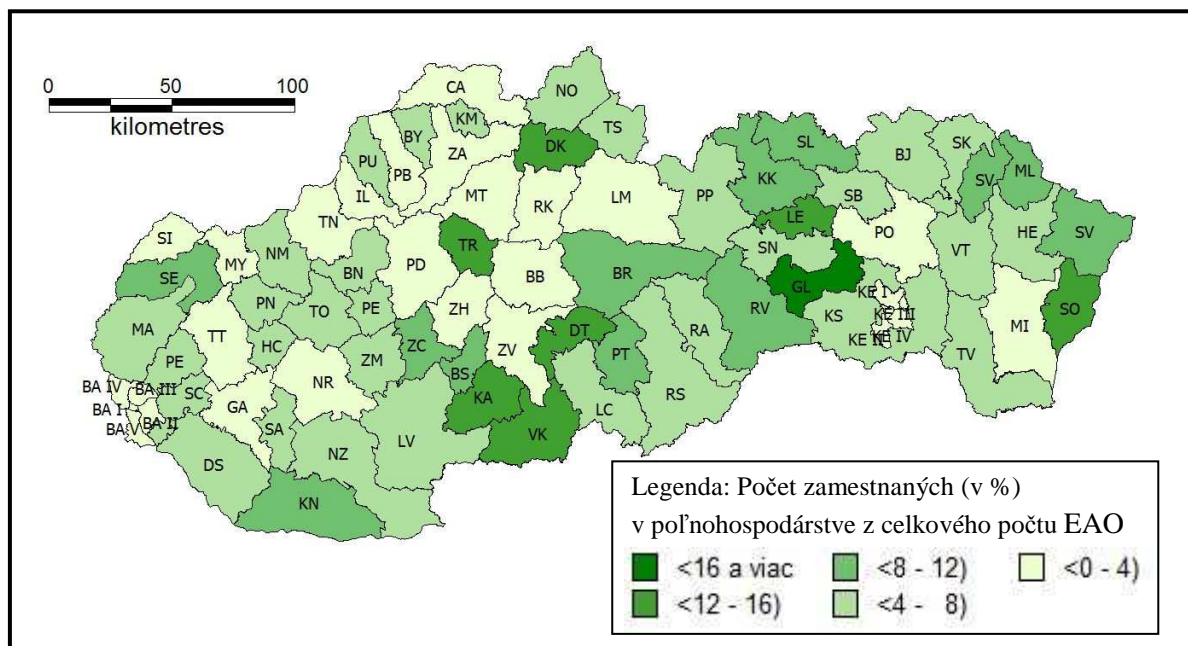 0 50 100
kilometres
CA
NO
KM
TS
BY
ZA
DK
PU
PB
IL
SL
BJ
SK
KK
SV
ML
PP
SB
TN
MT
RK
LM
LE
PO
HE
SV
SI
MY
NM
TR
SN
VT
SE
BN
PD
BB
BR
GL
KE I
PN
TO
PE
ZH
RV
KS
KE III
MI
SO
MA
TT
HC
ZM
ZC
ZV
DT
RA
PT
KE II
KE IV
TV
PE
BS
NR
BA IV
BA III
SC
GA
KA
LC
RS
BA I
BA II
BA V
SA
LV
VK
DS
NZ
KN
Legenda: Počet zamestnaných (v %)
v poľnohospodárstve z celkového počtu EAO
<16 a viac <8 - 12) <0 - 4)
<12 - 16) <4 - 8)